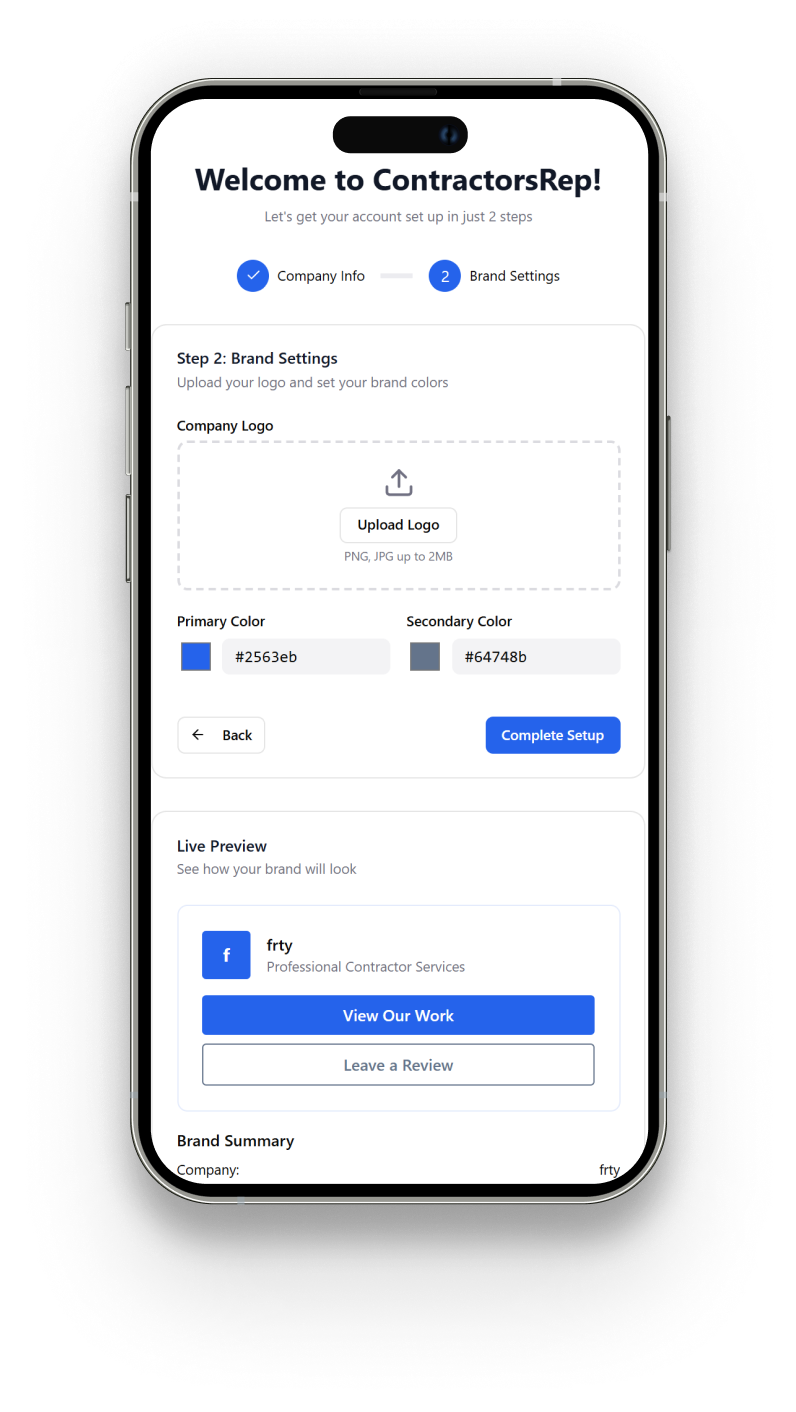 Welcome to ContractorsRep!
Let's get your account set up in just 2 steps
Company Info
2
Brand Settings
Step 2: Brand Settings
Upload your logo and set your brand colors
Company Logo
Upload Logo
PNG, JPG up to 2MB
Primary Color
Secondary Color
#2563eb
#64748b
Back
Complete Setup
Live Preview
See how your brand will look
f
frty
Professional Contractor Services
View Our Work
Leave a Review
Brand Summary
Company:
frty